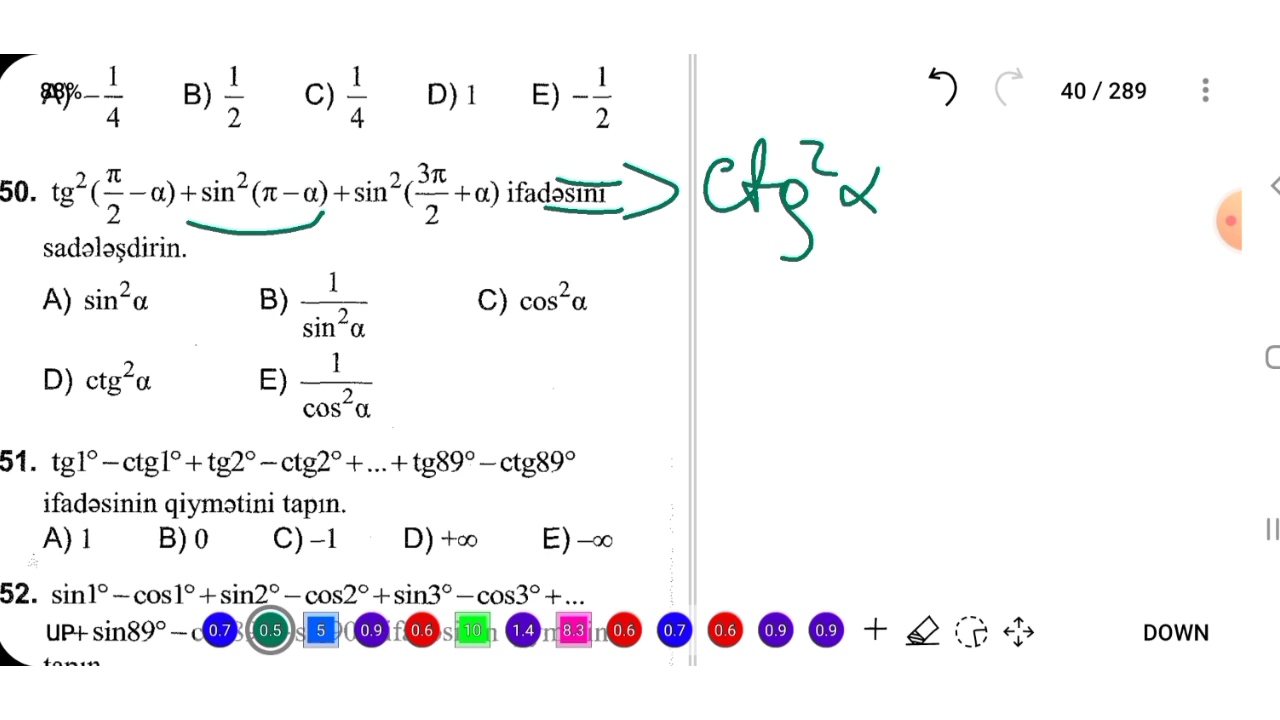 88%
A) -1/4 B) 1/2 C) 1/4 D) 1 E) -1/2
40 / 289
50. tg²(π/2 - α) + sin²(π - α) + sin²(3π/2 + α) ifadəsini
ctg²α
sadələşdirin.
A) sin²α B) 1/sin²α C) cos²α
D) ctg²α E) 1/cos²α
51. tg1° - ctg1° + tg2° - ctg2° + ... + tg89° - ctg89°
ifadəsinin qiymətini tapın.
A) 1 B) 0 C) -1 D) +∞ E) -∞
52. sin1° - cos1° + sin2° - cos2° + sin3° - cos3° + ...
UP + sin89° -
0.7 0.5 5 0.9 0.6 10 1.4 8.3 0.6 0.7 0.6 0.9 0.9 + DOWN
tapın